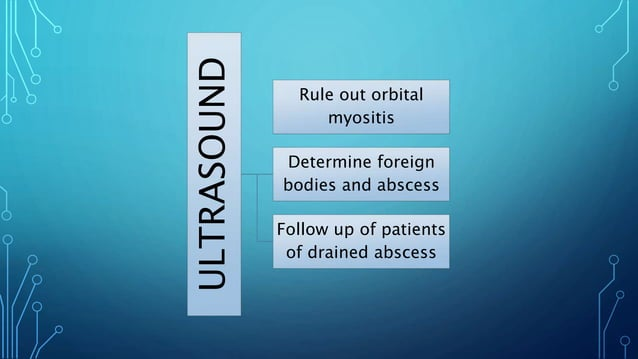 ULTRASOUND
Rule out orbital
myositis
Determine foreign
bodies and abscess
Follow up of patients
of drained abscess